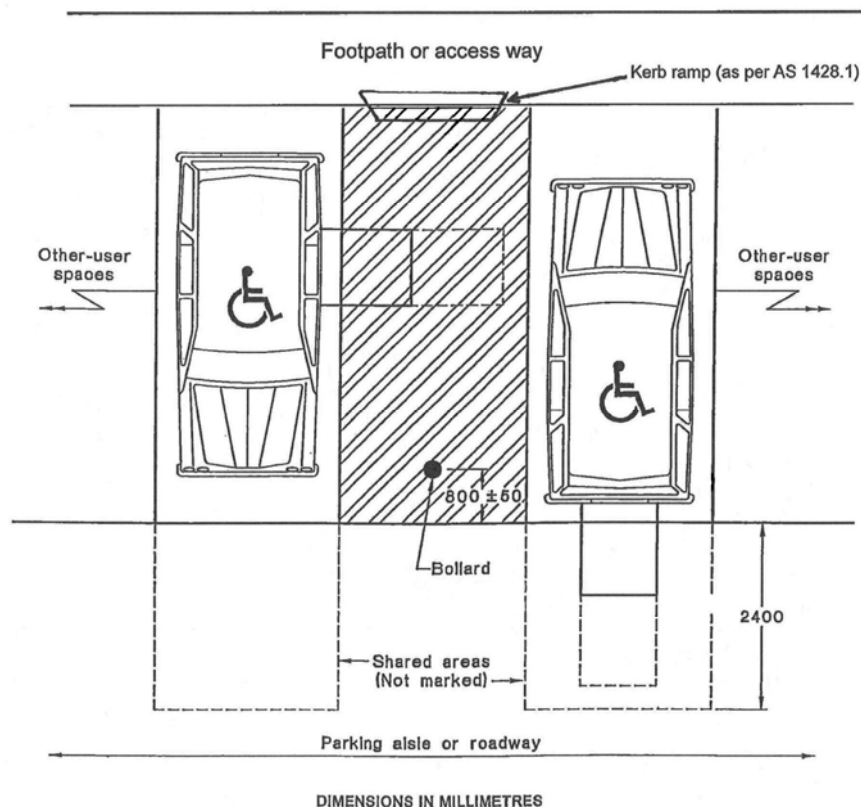 Footpath or access way
Kerb ramp (as per AS 1428.1)
Other-user
spaces
Other-user
spaces
800 ±50
Bollard
2400
Shared areas
(Not marked)
Parking aisle or roadway
DIMENSIONS IN MILLIMETRES